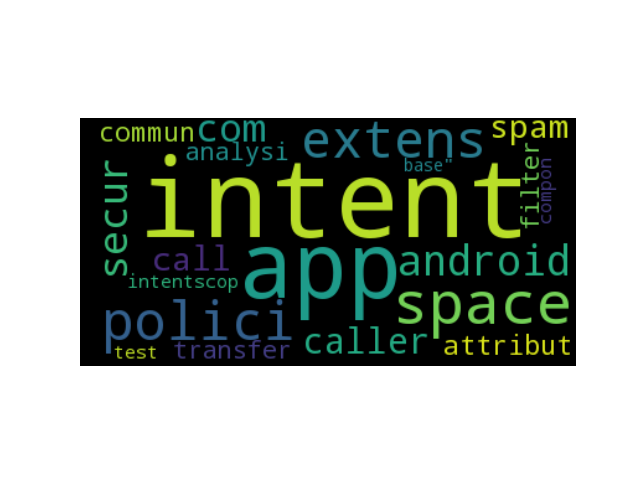 commun
com
extens
spam
analysi
base"
secur
intent
filter
compon
call
app
android
intentscop
polici
space
caller
attribut
test
transfer